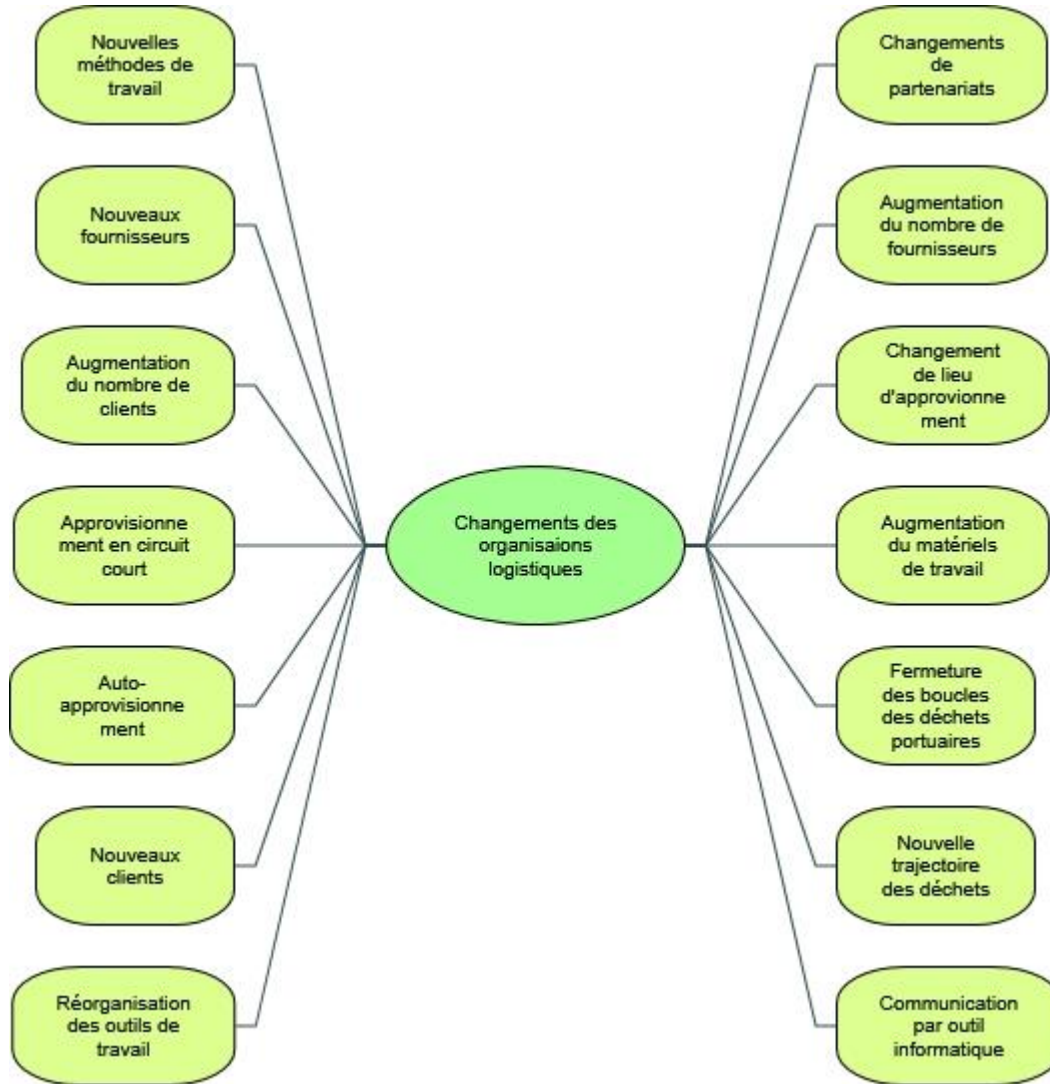 Nouvelles
méthodes de
travail
Nouveaux
fournisseurs
Augmentation
du nombre de
clients
Approvisionne
ment en circuit
court
Auto-
approvisionne
ment
Nouveaux
clients
Réorganisation
des outils de
travail
Changements des
organisaions
logistiques
Changements
de
partenariats
Augmentation
du nombre de
fournisseurs
Changement
de lieu
d'approvionne
ment
Augmentation
du matériels
de travail
Fermeture
des boucles
des déchets
portuaires
Nouvelle
trajectoire
des déchets
Communication
par outil
informatique